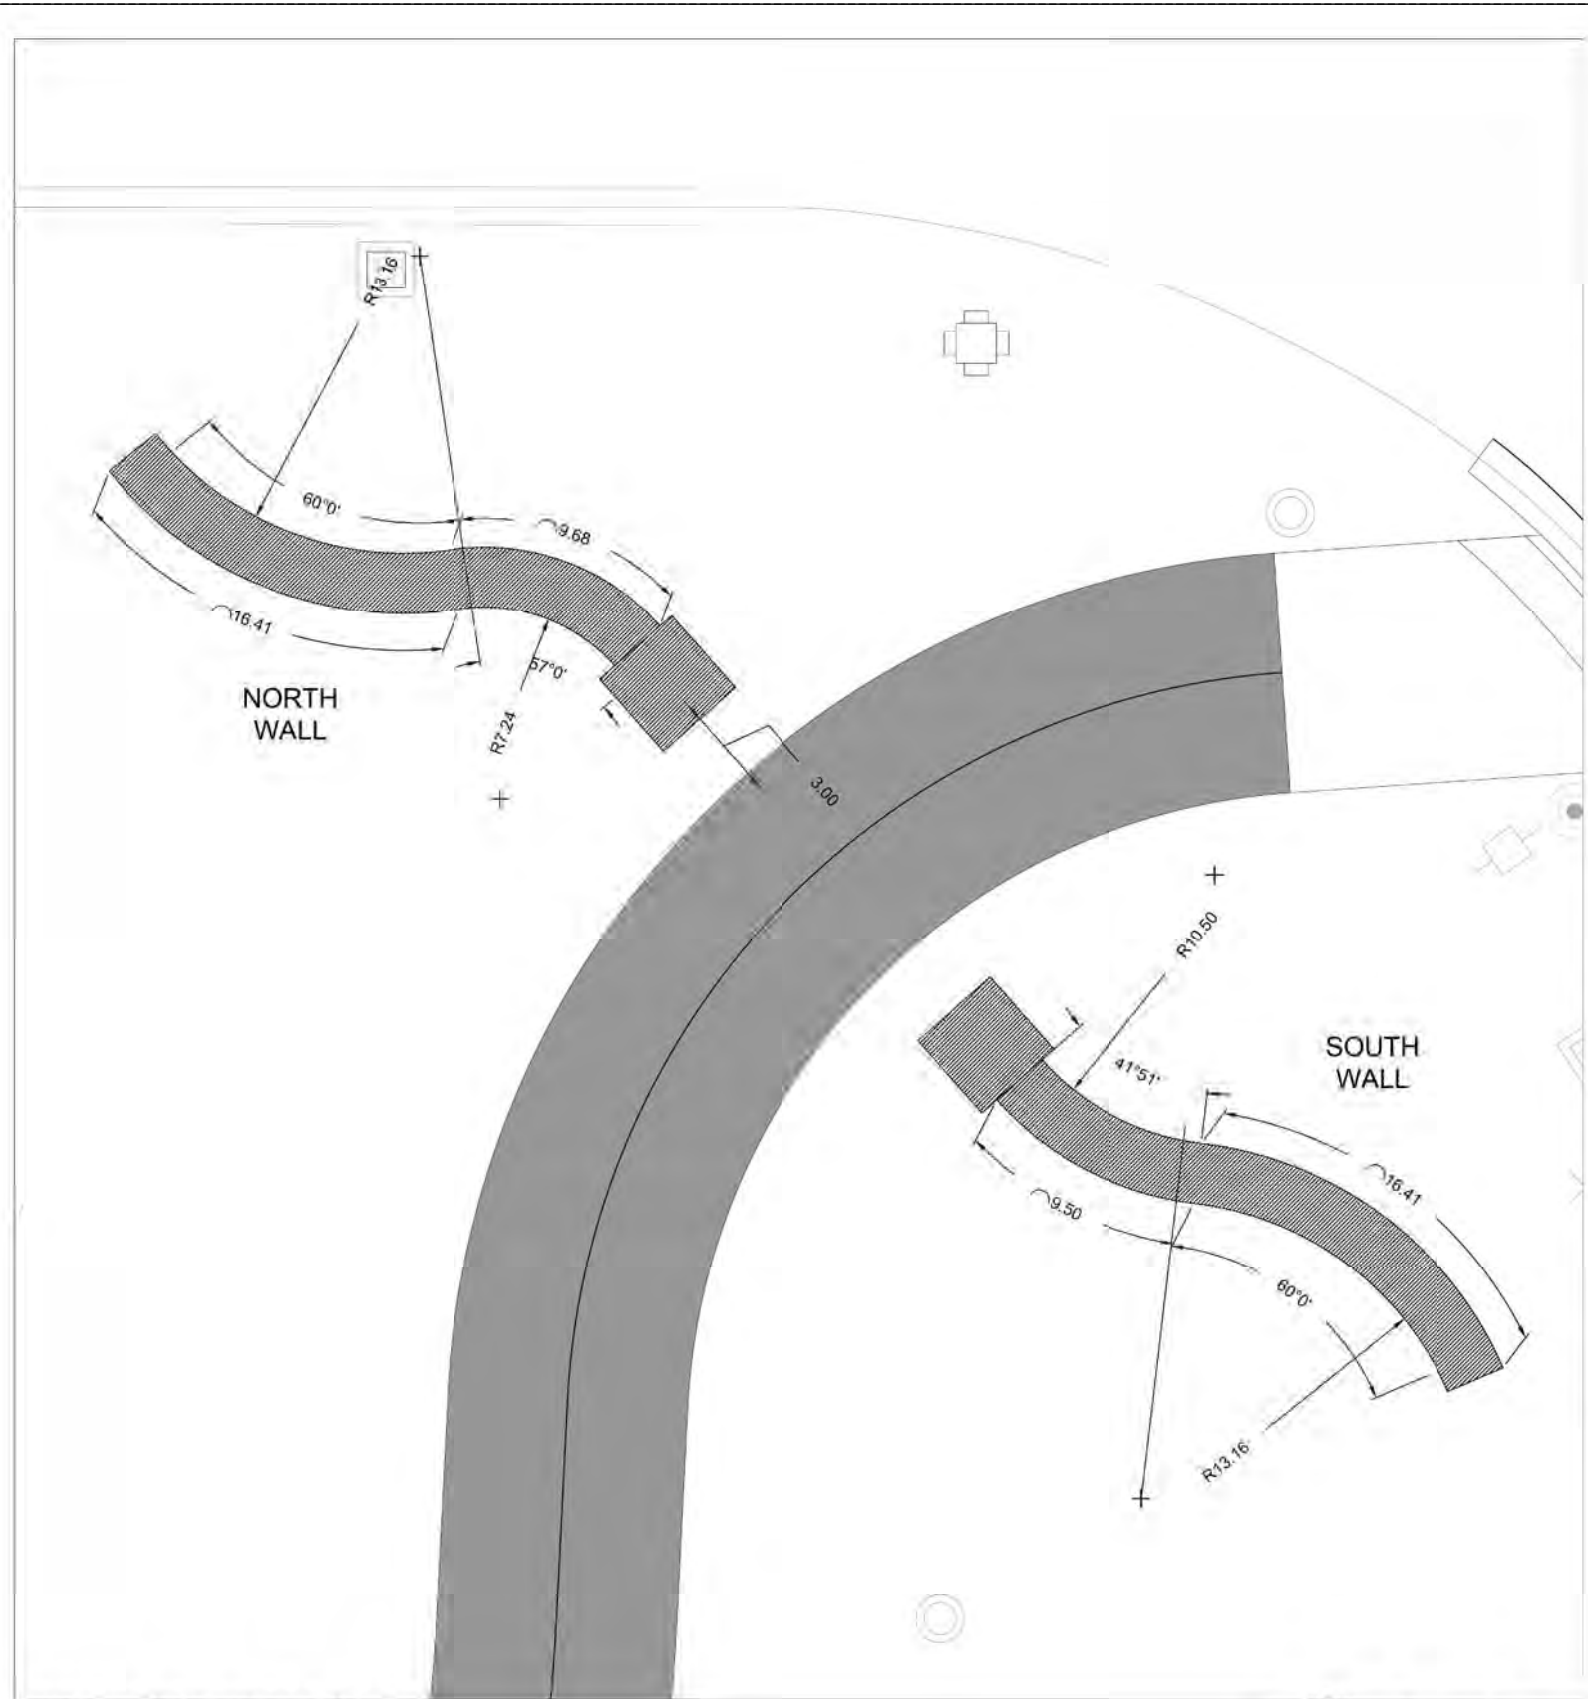 R13.16
60°0'
⌒9.68
⌒16.41
57°0'
NORTH
WALL
R7.24
3.00
R10.50
SOUTH
WALL
41°51'
⌒16.41
⌒9.50
60°0'
R13.16